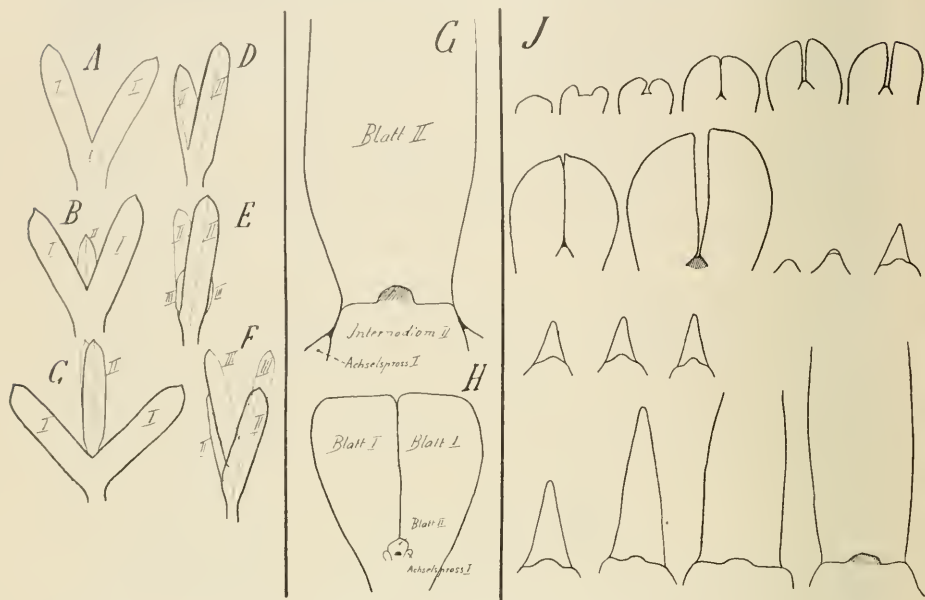 A
I I
I
B
II
I I
C
II
I I
D
I II
E
II II
III III
F
III III
II II
G
Blatt II
Internodium II
Achselspross I
H
Blatt I Blatt I
Blatt II
Achselspross I
J